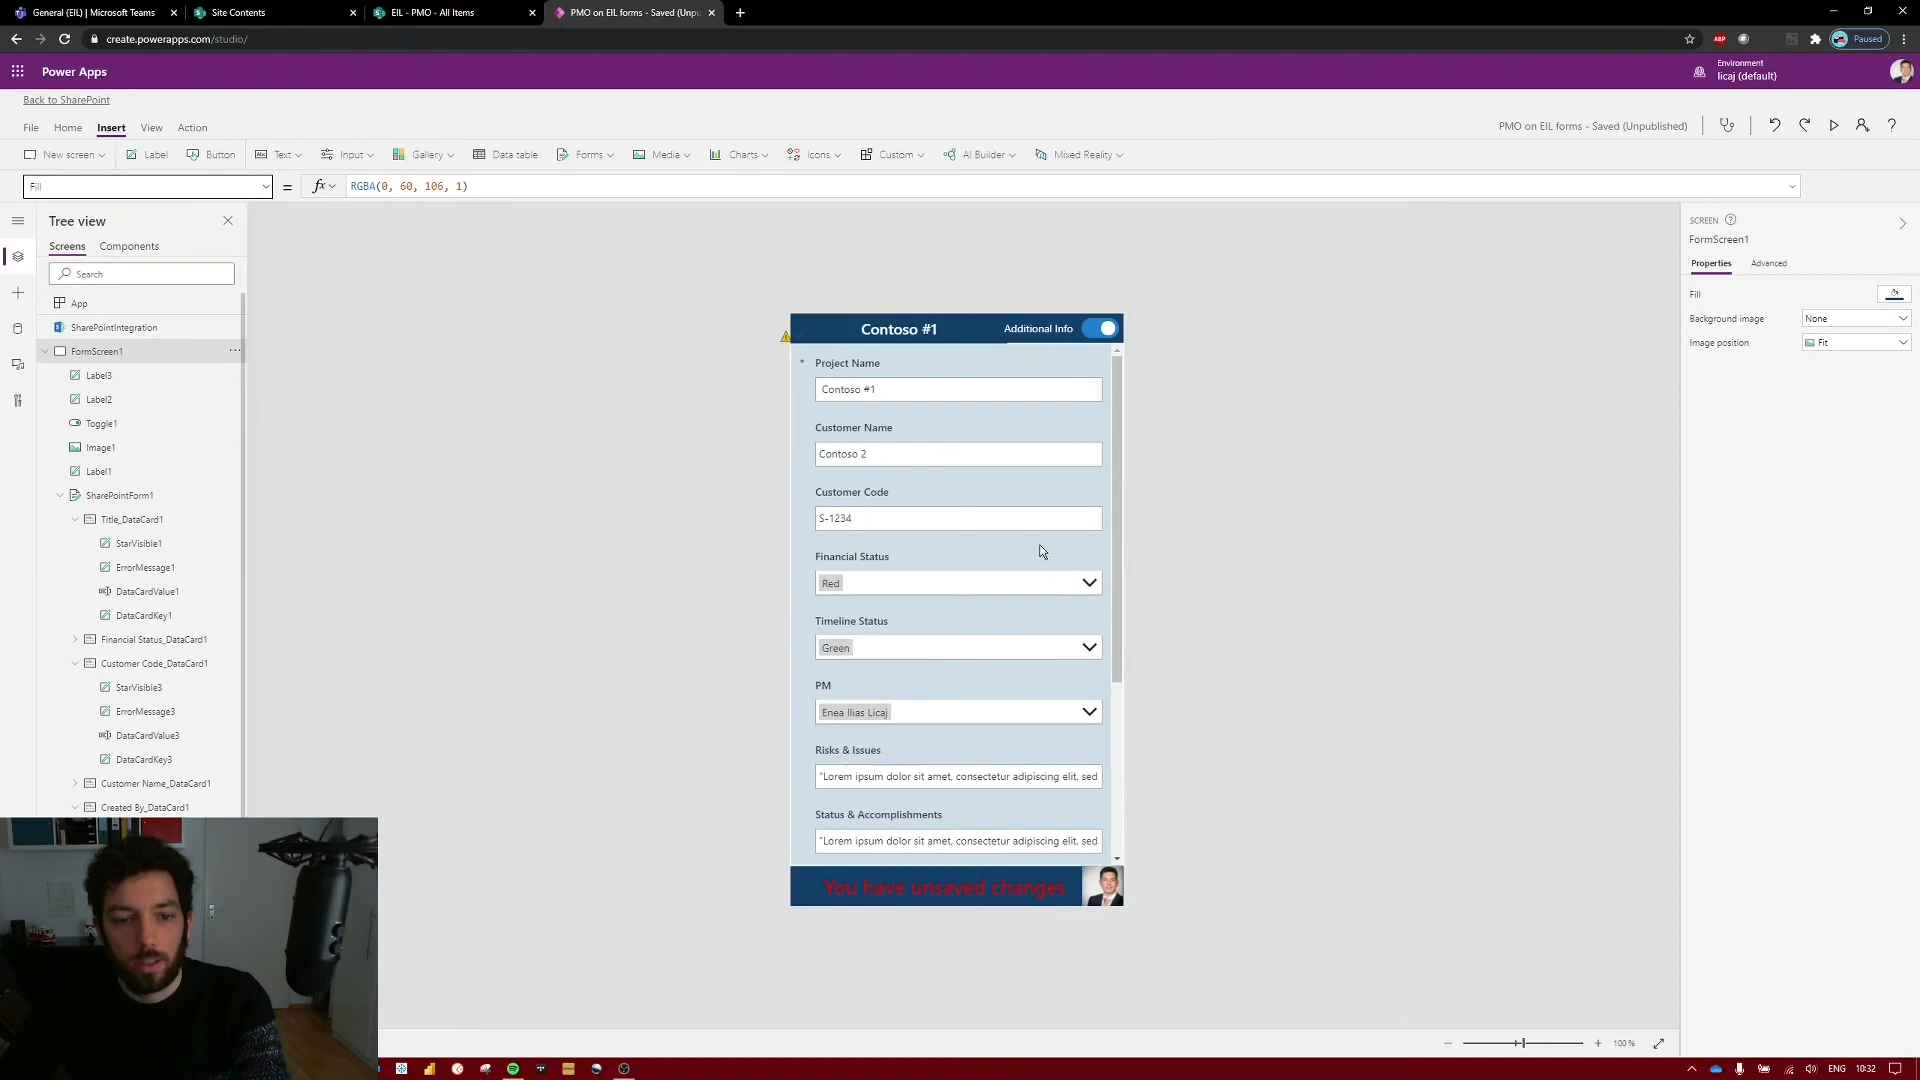 General (EIL) | Microsoft Teams
Site Contents
EIL - PMO - All Items
PMO on EIL forms - Saved (Unpu
create.powerapps.com/studio/
ABP
Paused
Power Apps
Environment
licaj (default)
Back to SharePoint
File
Home
Insert
View
Action
PMO on EIL forms - Saved (Unpublished)
New screen
Label
Button
Text
Input
Gallery
Data table
Forms
Media
Charts
Icons
Custom
AI Builder
Mixed Reality
Fill
=
fx
RGBA(0, 60, 106, 1)
Tree view
Screens
Components
Search
App
SharePointIntegration
FormScreen1
Label3
Label2
Toggle1
Image1
Label1
SharePointForm1
Title_DataCard1
StarVisible1
ErrorMessage1
DataCardValue1
DataCardKey1
Financial Status_DataCard1
Customer Code_DataCard1
StarVisible3
ErrorMessage3
DataCardValue3
DataCardKey3
Customer Name_DataCard1
Created By_DataCard1
Contoso #1
Additional Info
* Project Name
Contoso #1
Customer Name
Contoso 2
Customer Code
S-1234
Financial Status
Red
Timeline Status
Green
PM
Enea Ilias Licaj
Risks & Issues
"Lorem ipsum dolor sit amet, consectetur adipiscing elit, sed
Status & Accomplishments
"Lorem ipsum dolor sit amet, consectetur adipiscing elit, sed
You have unsaved changes
SCREEN
FormScreen1
Properties
Advanced
Fill
Background image
None
Image position
Fit
100 %
ENG
10:32